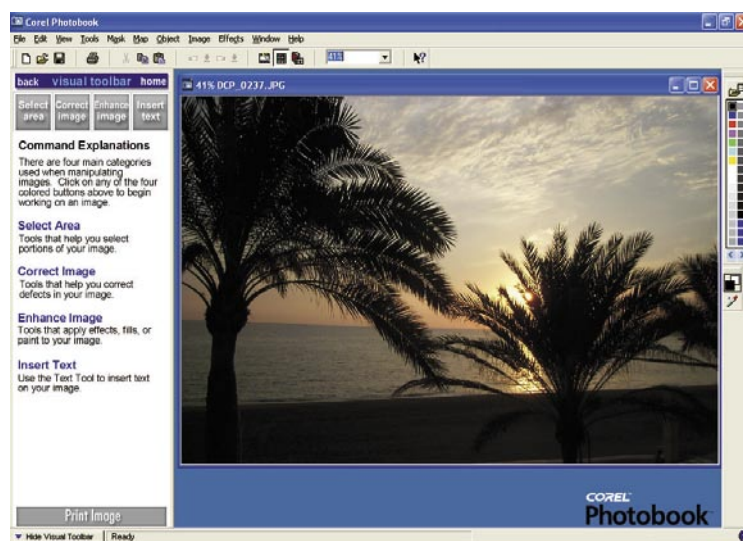 Corel Photobook
File Edit View Tools Mask Map Object Image Effects Window Help
41%
back visual toolbar home
Select area
Correct image
Enhance image
Insert text
41% DCP_0237.JPG
Command Explanations
There are four main categories
used when manipulating
images. Click on any of the four
colored buttons above to begin
working on an image.
Select Area
Tools that help you select
portions of your image.
Correct Image
Tools that help you correct
defects in your image.
Enhance Image
Tools that apply effects, fills, or
paint to your image.
Insert Text
Use the Text Tool to insert text
on your image.
Print Image
COREL
Photobook
Hide Visual Toolbar Ready